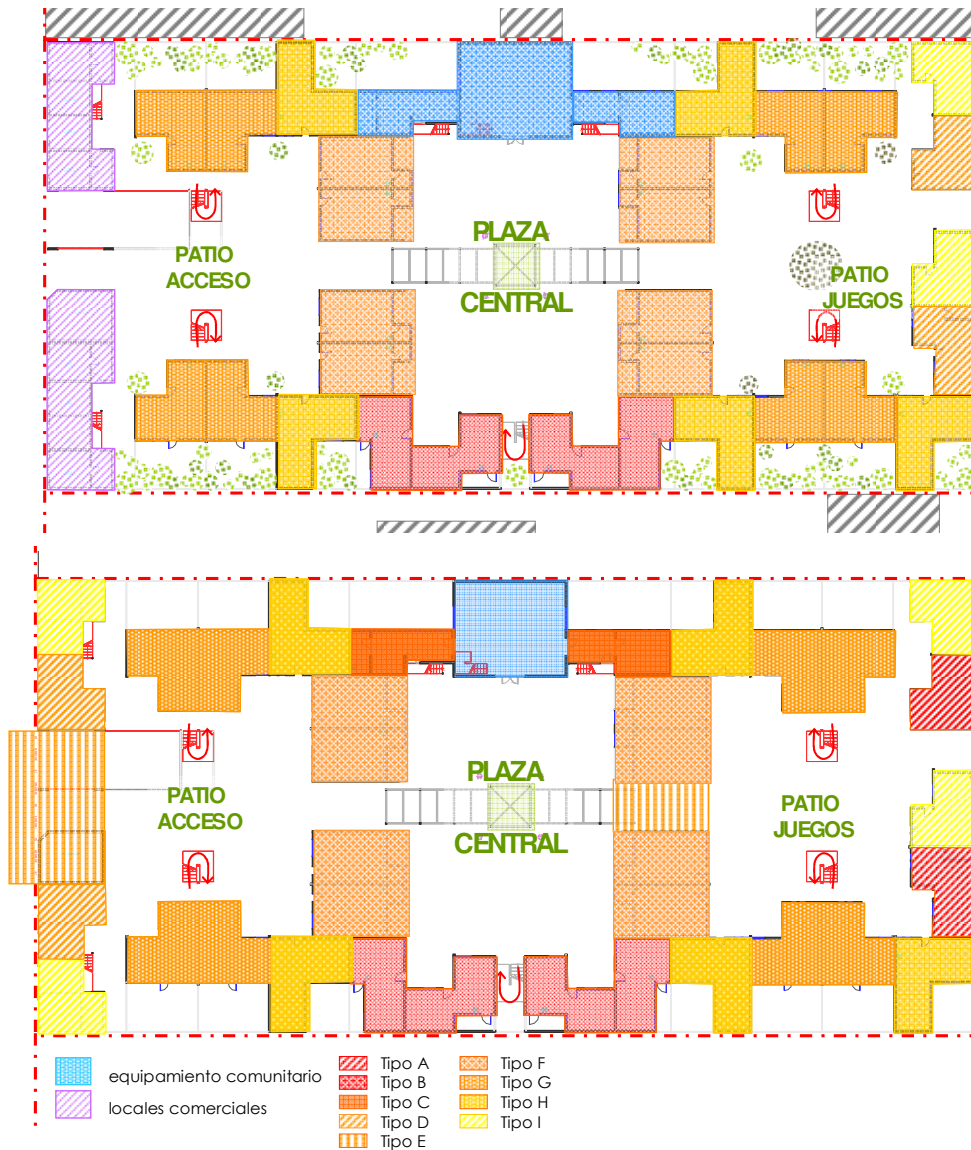 PLAZA
PATIO
ACCESO
CENTRAL
PATIO
JUEGOS
PLAZA
PATIO
ACCESO
CENTRAL
PATIO
JUEGOS
equipamiento comunitario
locales comerciales
Tipo A
Tipo B
Tipo C
Tipo D
Tipo E
Tipo F
Tipo G
Tipo H
Tipo I